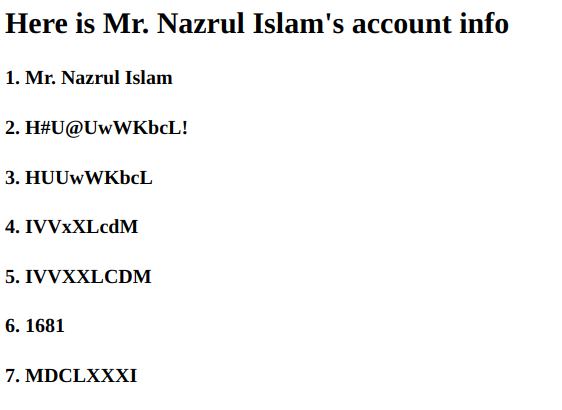 Here is Mr. Nazrul Islam's account info
1. Mr. Nazrul Islam
2. H#U@UwWKbcL!
3. HUUwWKbcL
4. IVVxXLcdM
5. IVVXXLCDM
6. 1681
7. MDCLXXXI